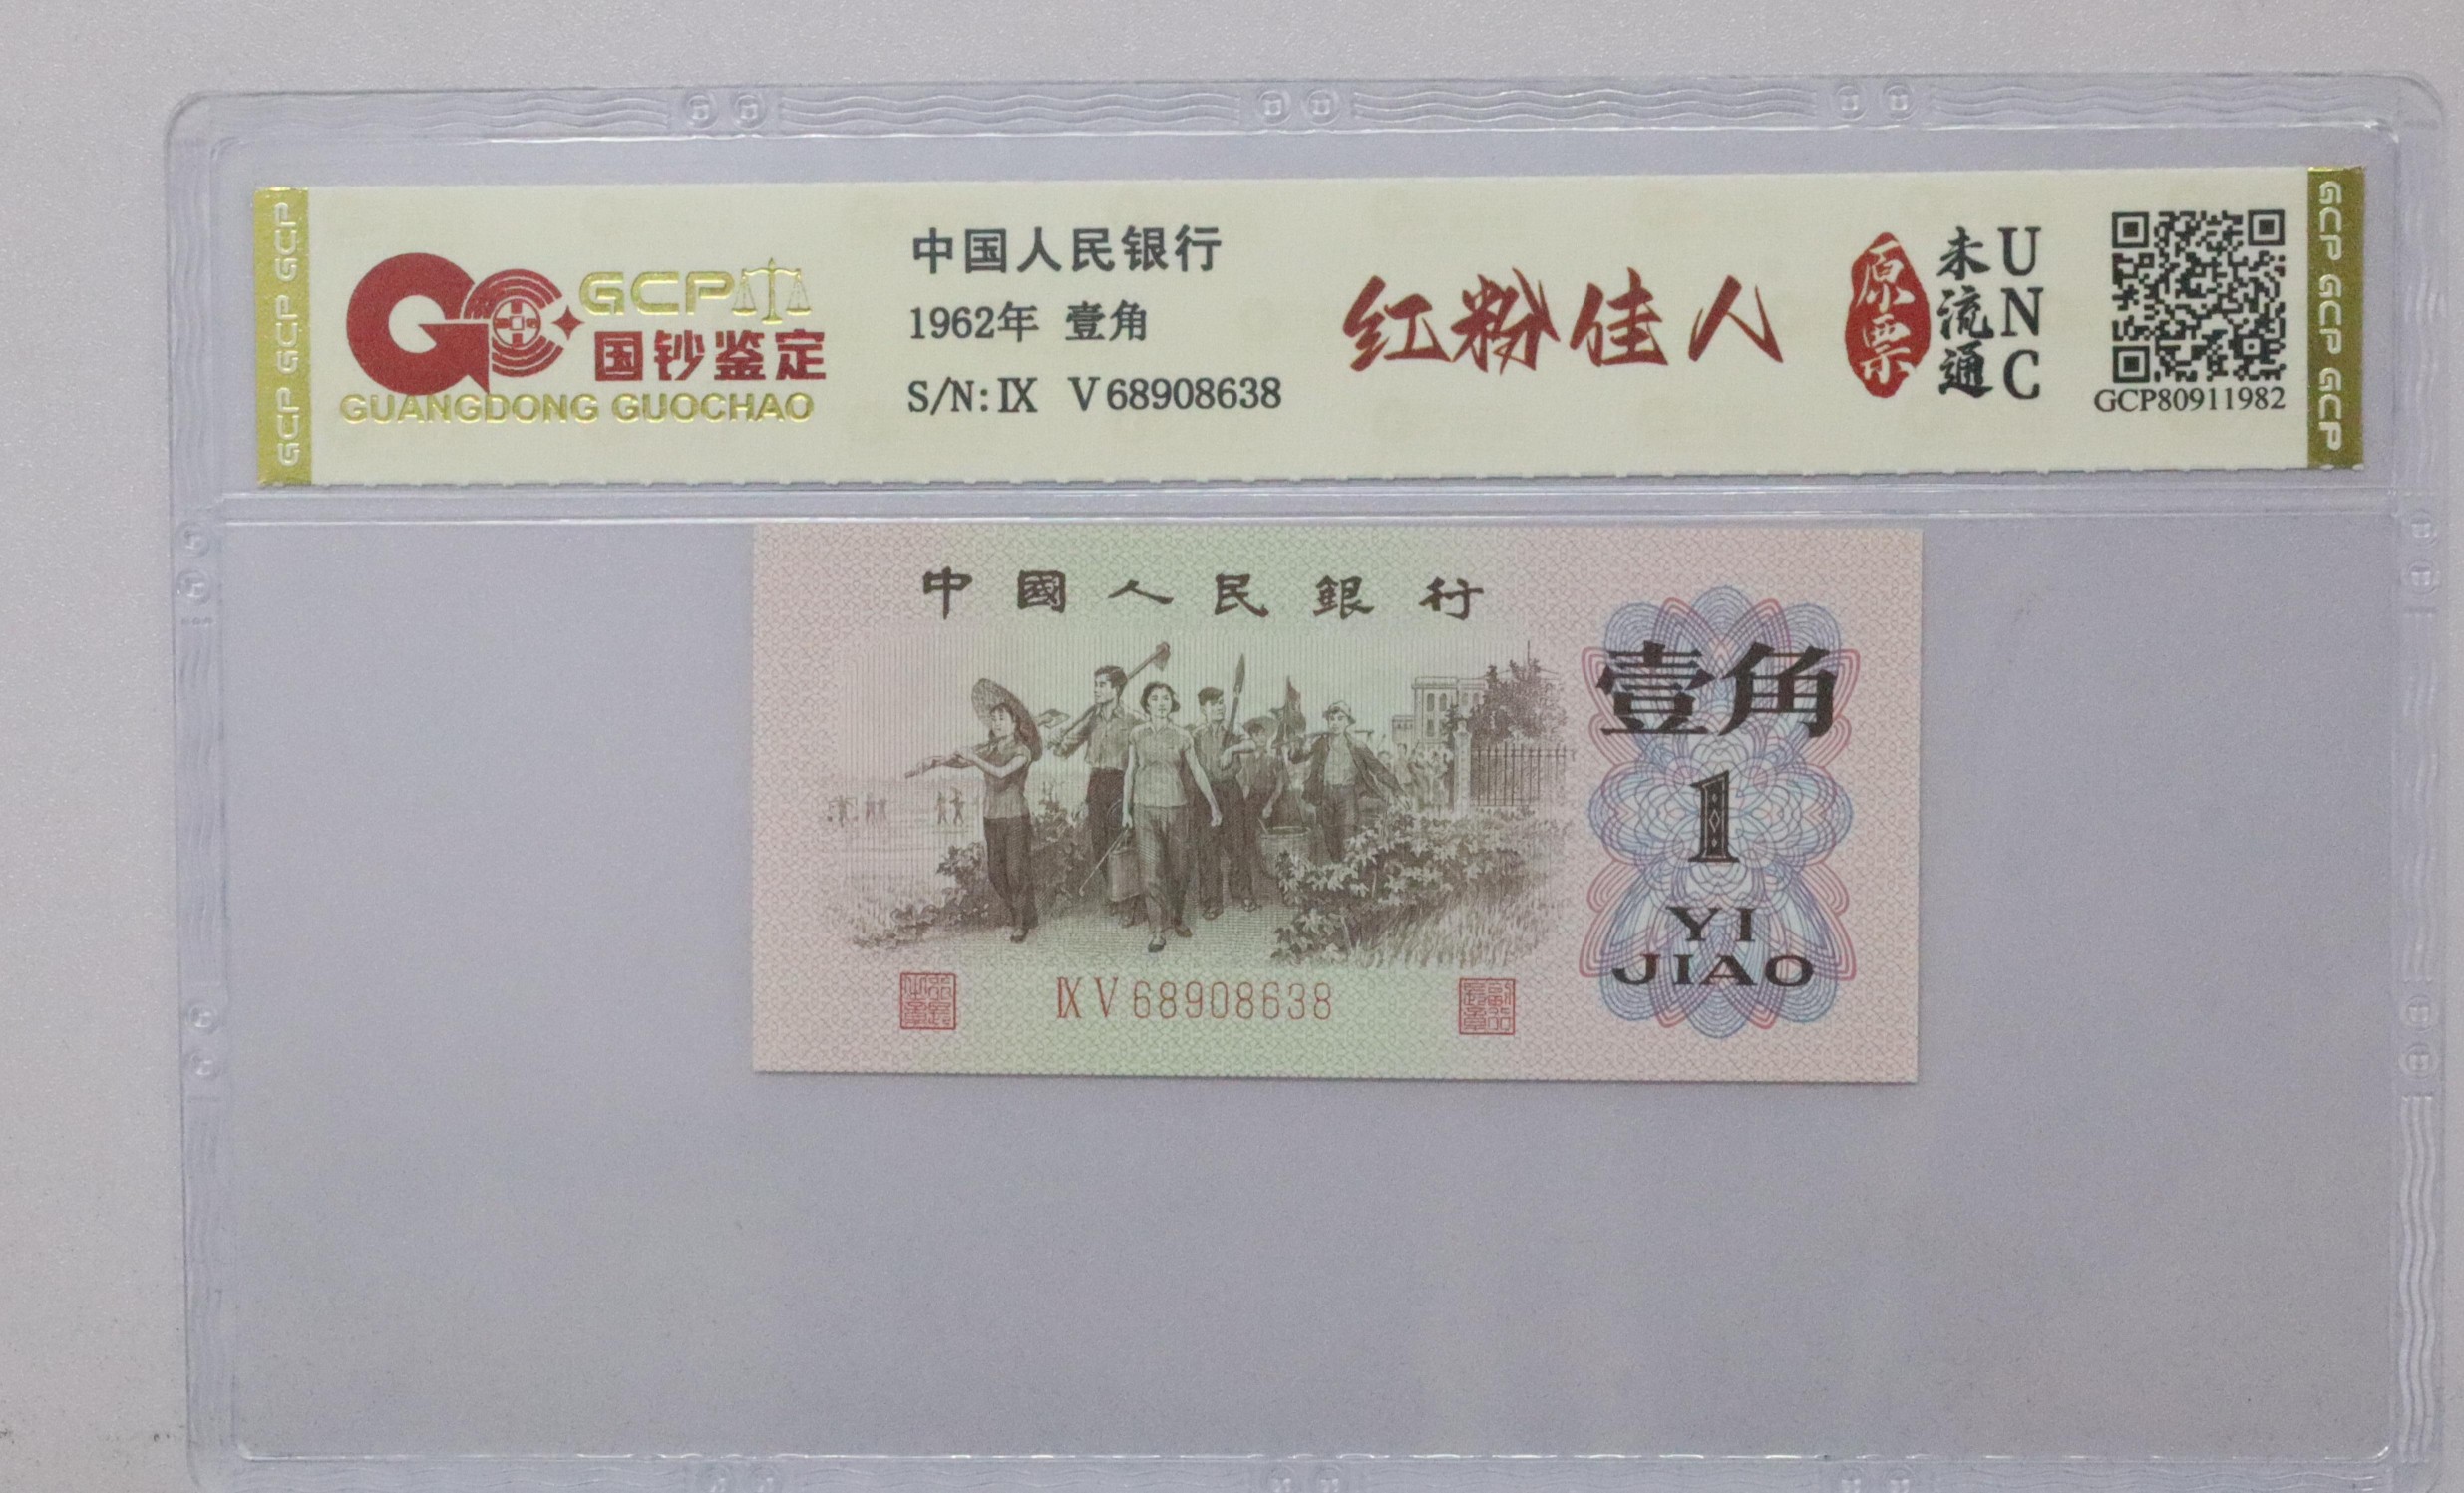 GCP GCP GCP
GCP
国钞鉴定
GUANGDONG GUOCHAO
中国人民银行
1962年 壹角
S/N: IX V 68908638
红粉佳人
原票
未流通
UNC
GCP80911982
GCP GCP GCP
中國人民銀行
壹角
1
YI
JIAO
IX V 68908638